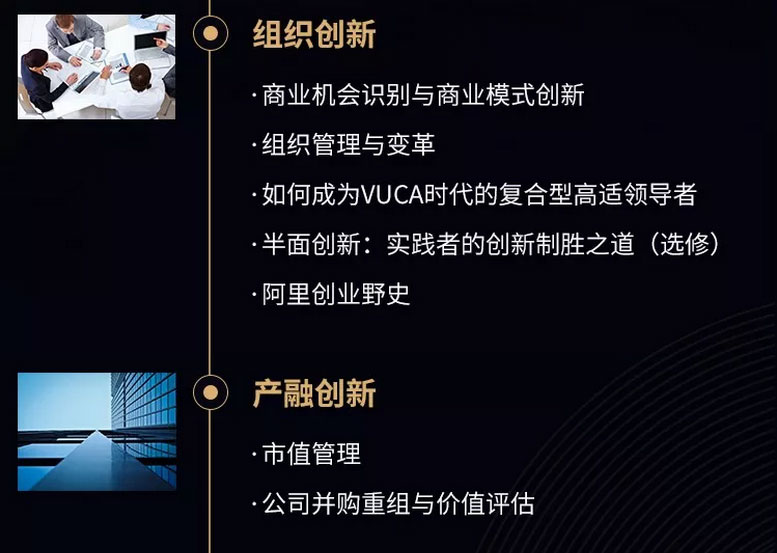 组织创新
·商业机会识别与商业模式创新
·组织管理与变革
·如何成为VUCA时代的复合型高适领导者
·半面创新：实践者的创新制胜之道（选修）
·阿里创业野史
产融创新
·市值管理
·公司并购重组与价值评估